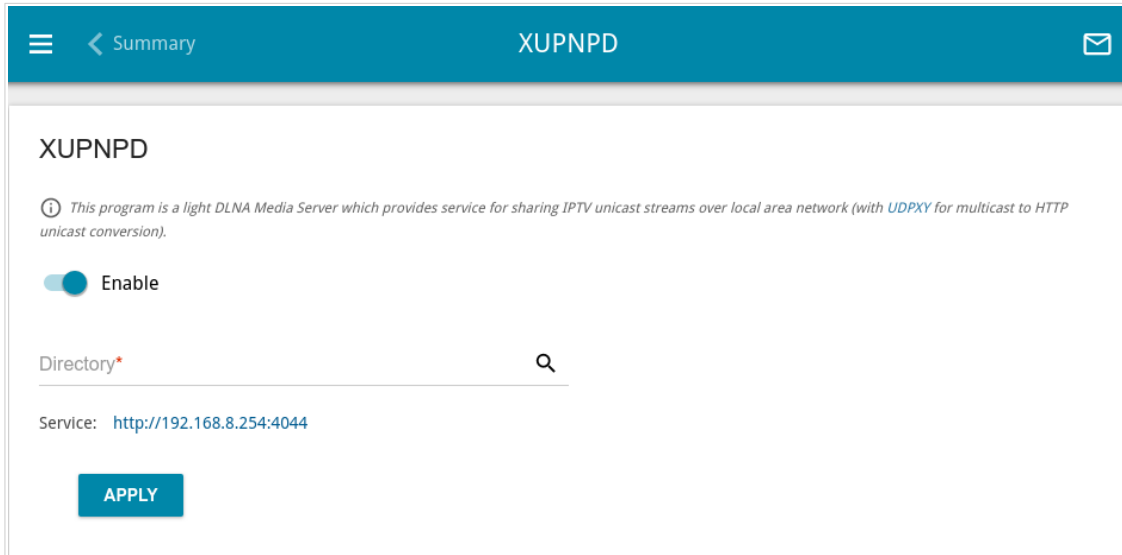 Summary
XUPNPD
XUPNPD
This program is a light DLNA Media Server which provides service for sharing IPTV unicast streams over local area network (with UDPXY for multicast to HTTP
unicast conversion).
Enable
Directory*
Service: http://192.168.8.254:4044
APPLY